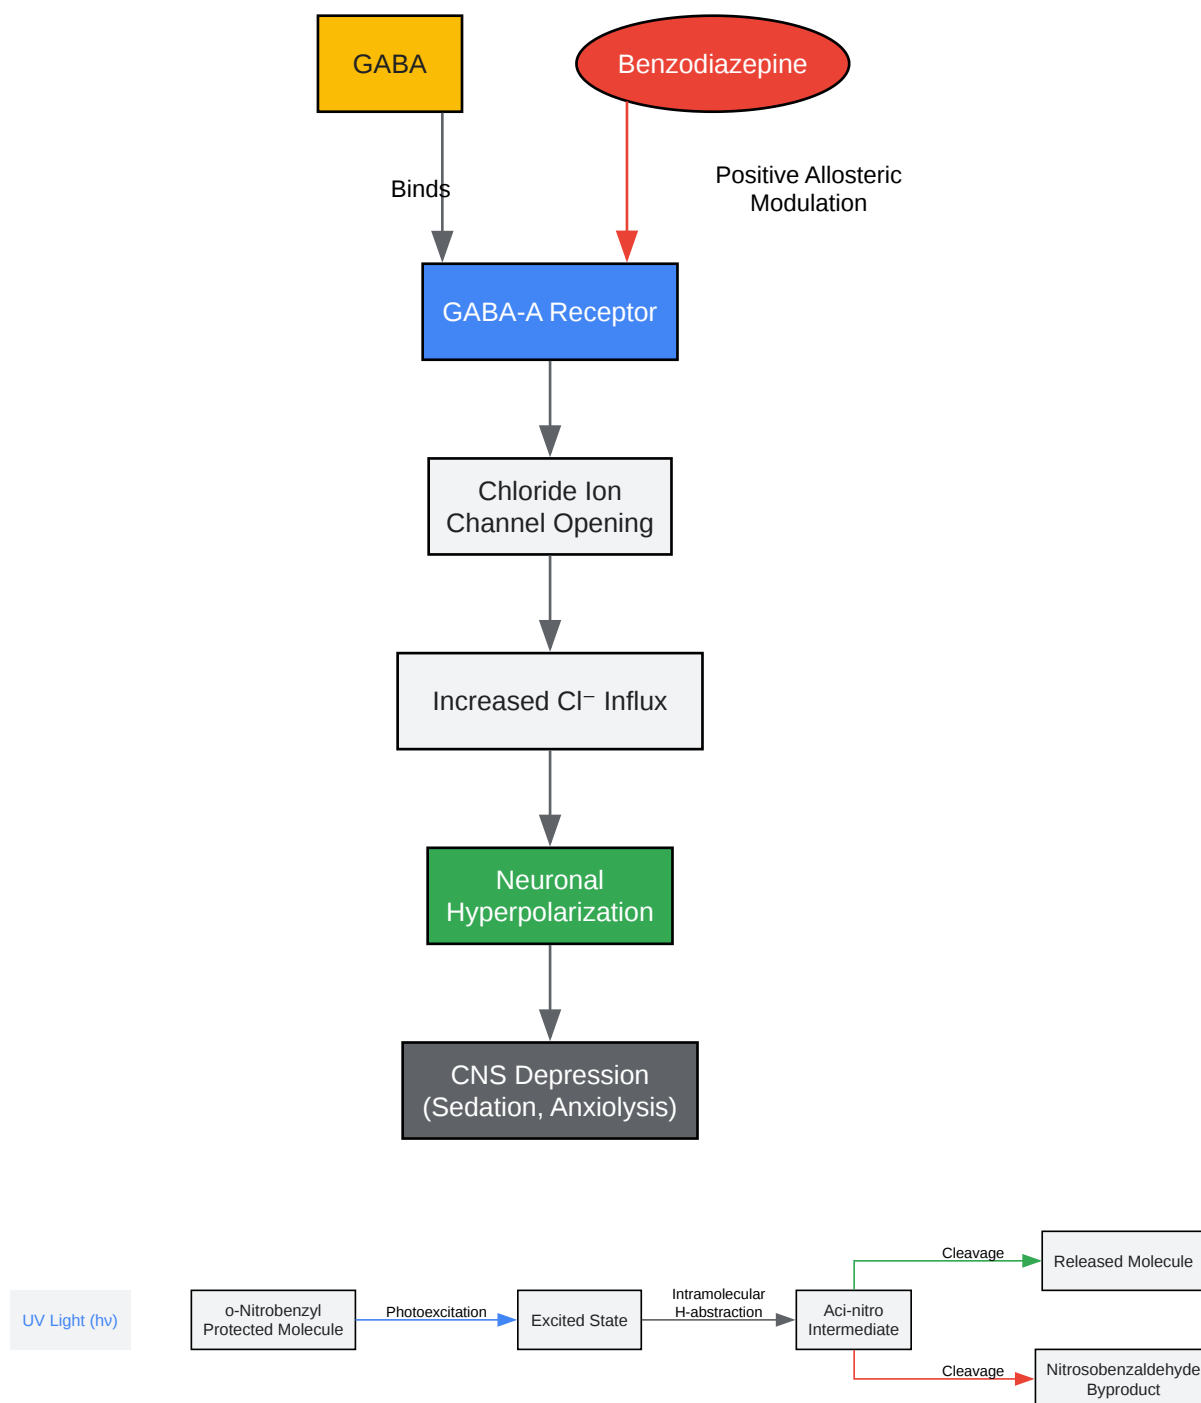 GABA
Benzodiazepine
Binds
Positive Allosteric
Modulation
GABA-A Receptor
Chloride Ion
Channel Opening
Increased Cl⁻ Influx
Neuronal
Hyperpolarization
CNS Depression
(Sedation, Anxiolysis)
UV Light (hν)
o-Nitrobenzyl
Protected Molecule
Photoexcitation
Excited State
Intramolecular
H-abstraction
Aci-nitro
Intermediate
Cleavage
Released Molecule
Cleavage
Nitrosobenzaldehyde
Byproduct